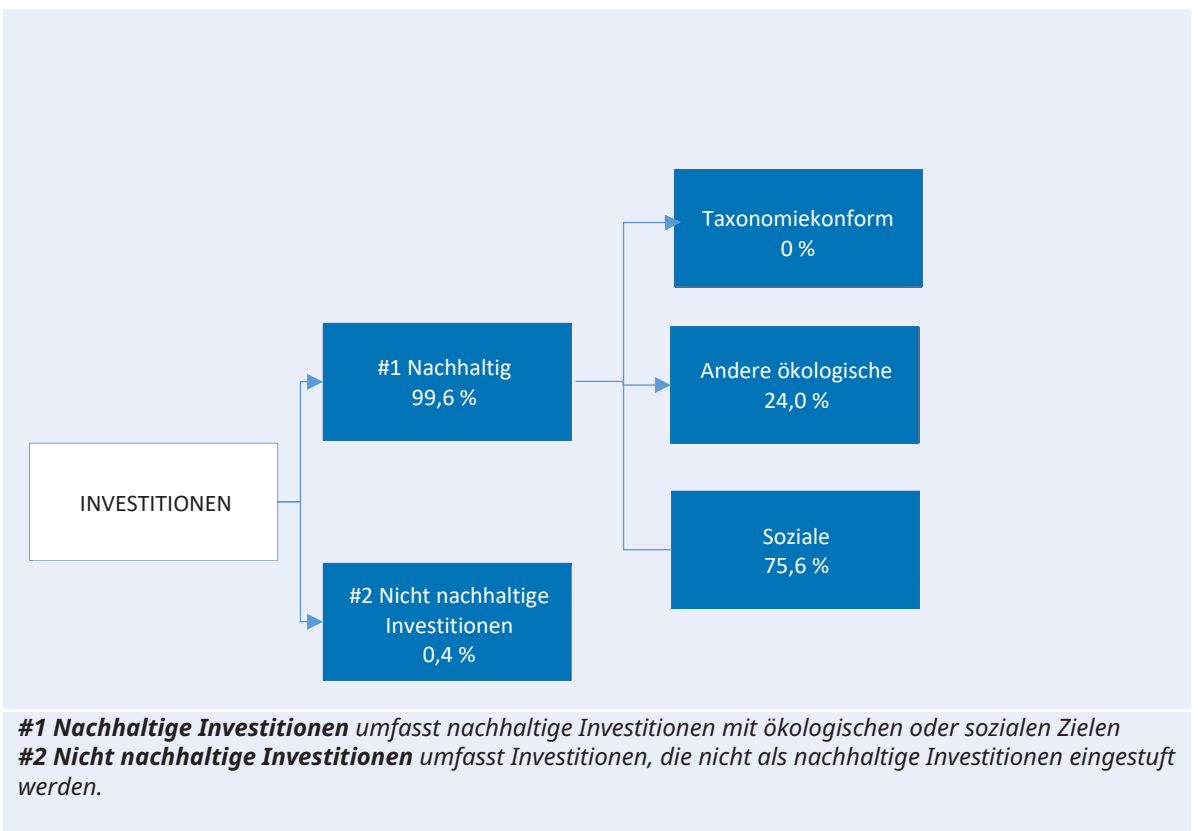 Taxonomiekonform
0 %
#1 Nachhaltig
99,6 %
Andere ökologische
24,0 %
INVESTITIONEN
Soziale
75,6 %
#2 Nicht nachhaltige
Investitionen
0,4 %
#1 Nachhaltige Investitionen umfasst nachhaltige Investitionen mit ökologischen oder sozialen Zielen
#2 Nicht nachhaltige Investitionen umfasst Investitionen, die nicht als nachhaltige Investitionen eingestuft
werden.